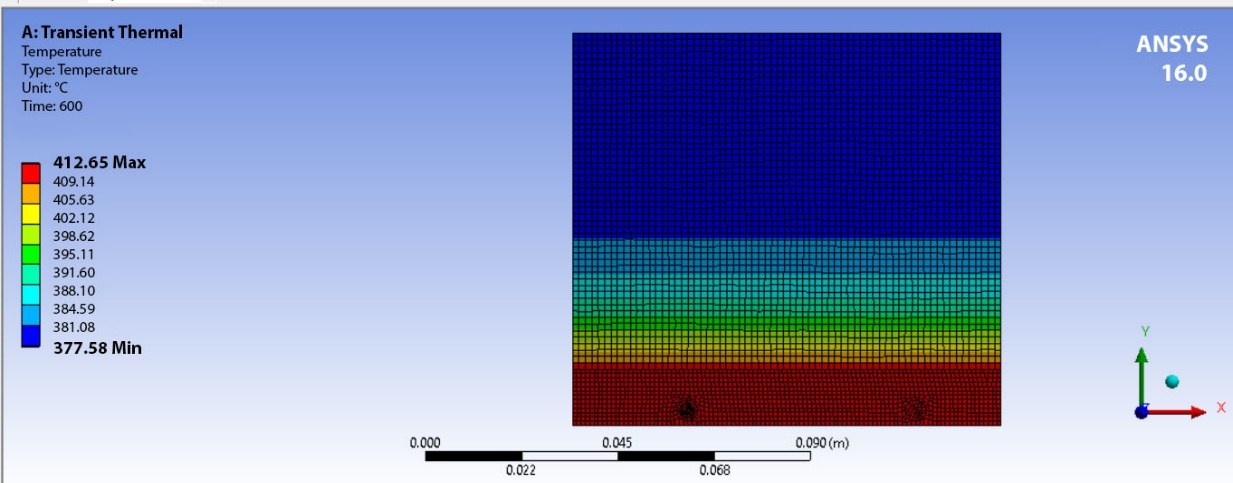 A: Transient Thermal
Temperature
Type: Temperature
Unit: °C
Time: 600
ANSYS
16.0
412.65 Max
409.14
405.63
402.12
398.62
395.11
391.60
388.10
384.59
381.08
377.58 Min
0.000
0.045
0.090 (m)
0.022
0.068
Y
X